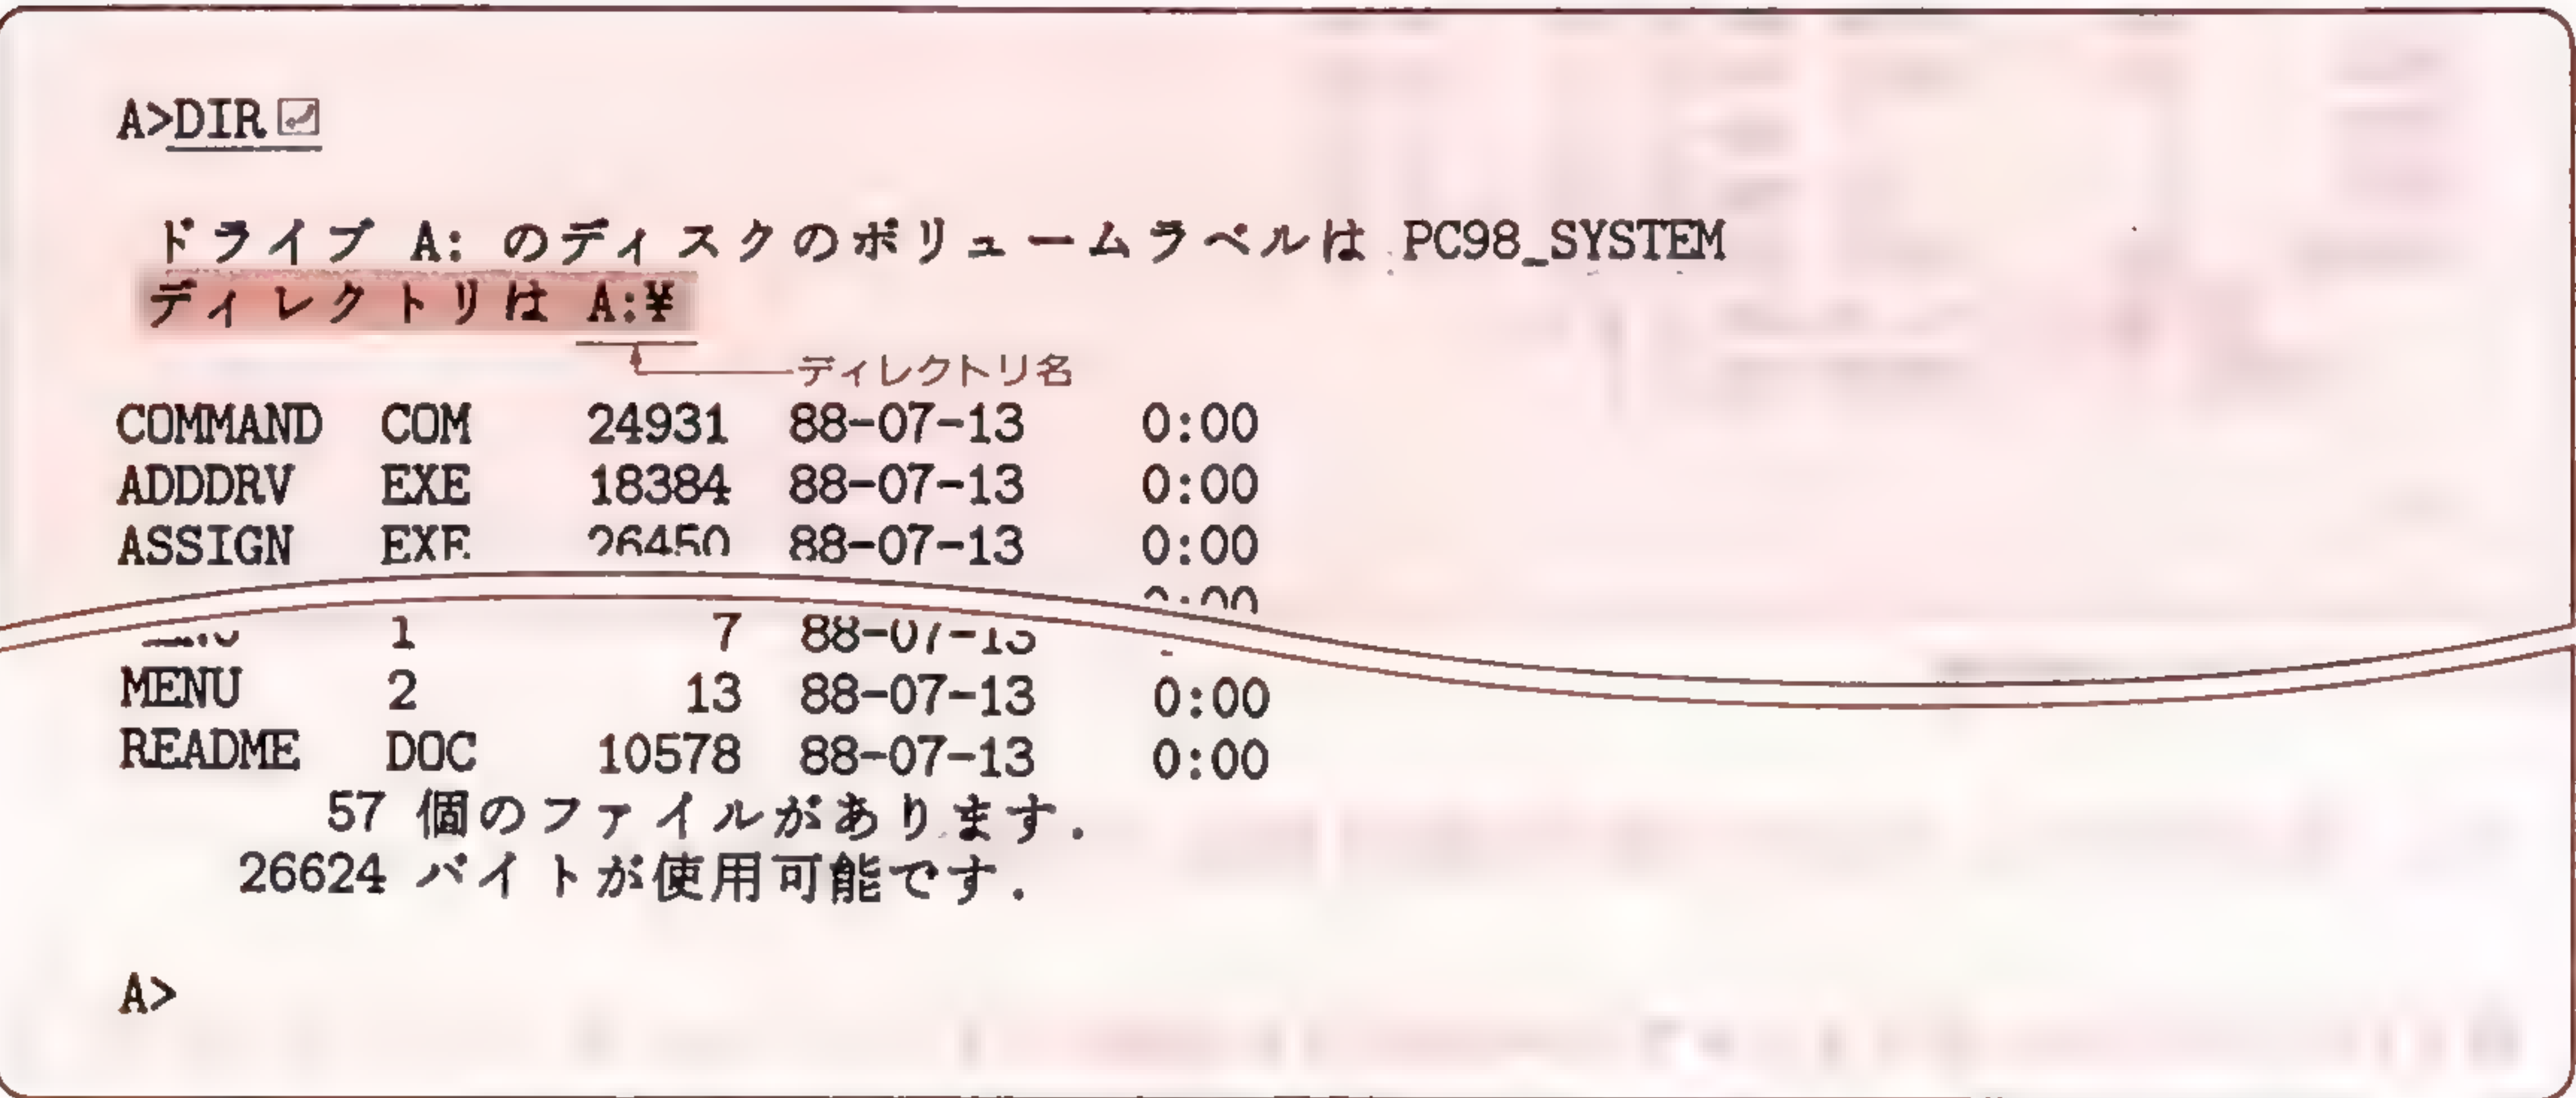 A>DIR
ドライブ A: のディスクのボリュームラベルは PC98_SYSTEM
ディレクトリは A:¥
ディレクトリ名
COMMAND COM 24931 88-07-13 0:00
ADDDRV EXE 18384 88-07-13 0:00
ASSIGN EXE 26450 88-07-13 0:00
1 7 88-07-13
MENU 2 13 88-07-13 0:00
README DOC 10578 88-07-13 0:00
57 個のファイルがあります.
26624 バイトが使用可能です.
A>